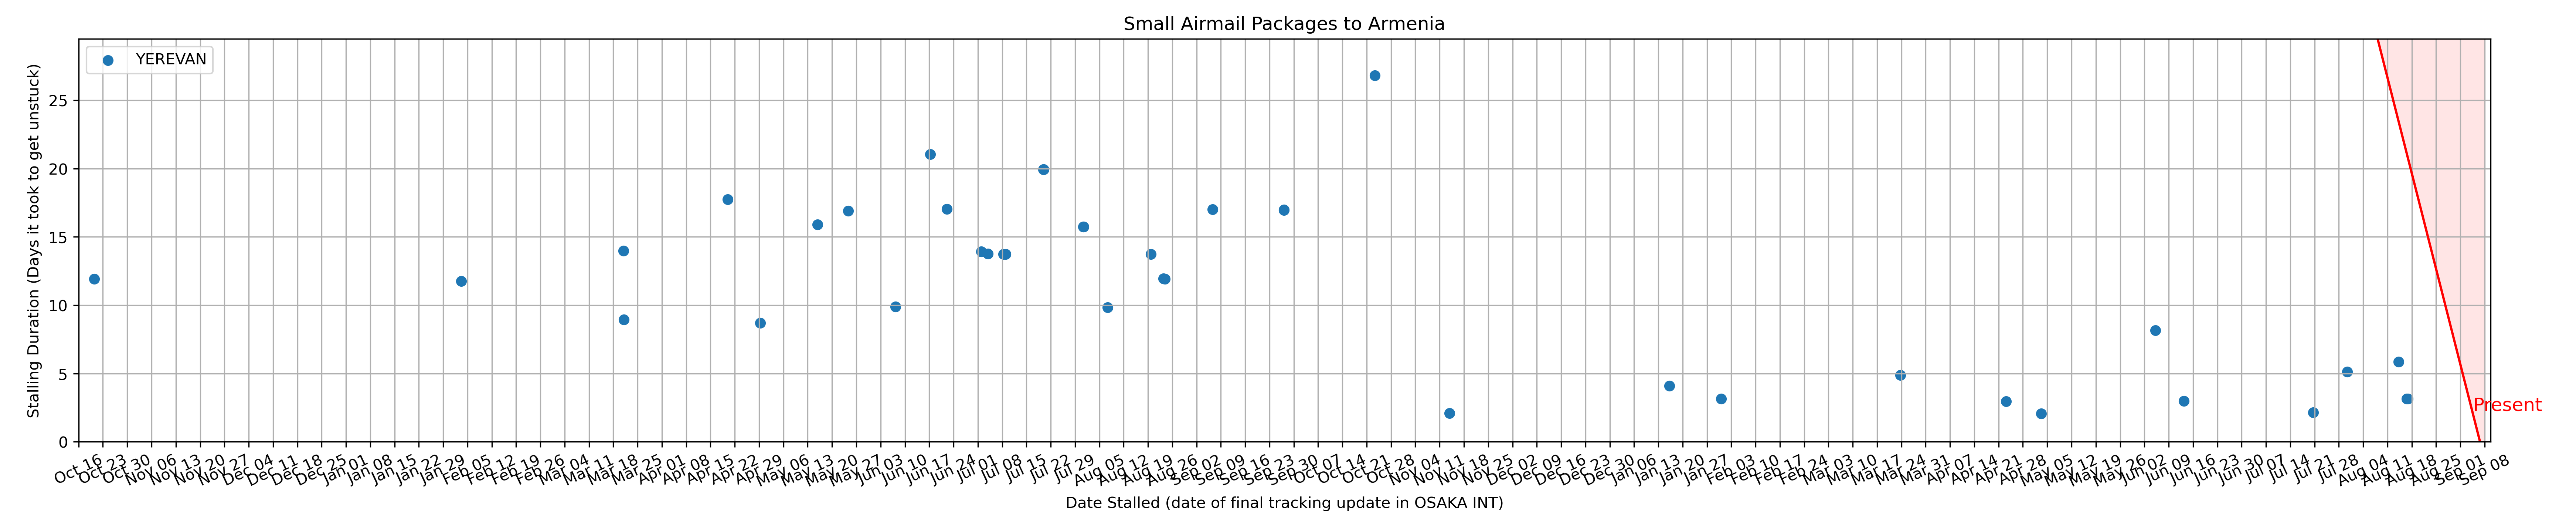 Small Airmail Packages to Armenia
YEREVAN
Stalling Duration (Days it took to get unstuck)
25
20
15
10
5
0
Present
Oct 16
Oct 23
Oct 30
Nov 06
Nov 13
Nov 20
Nov 27
Dec 04
Dec 11
Dec 18
Dec 25
Jan 01
Jan 08
Jan 15
Jan 22
Jan 29
Feb 05
Feb 12
Feb 19
Feb 26
Mar 04
Mar 11
Mar 18
Mar 25
Apr 01
Apr 08
Apr 15
Apr 22
Apr 29
May 06
May 13
May 20
May 27
Jun 03
Jun 10
Jun 17
Jun 24
Jul 01
Jul 08
Jul 15
Jul 22
Jul 29
Aug 05
Aug 12
Aug 19
Aug 26
Sep 02
Sep 09
Sep 16
Sep 23
Sep 30
Oct 07
Oct 14
Oct 21
Oct 28
Nov 04
Nov 11
Nov 18
Nov 25
Dec 02
Dec 09
Dec 16
Dec 23
Dec 30
Jan 06
Jan 13
Jan 20
Jan 27
Feb 03
Feb 10
Feb 17
Feb 24
Mar 03
Mar 10
Mar 17
Mar 24
Mar 31
Apr 07
Apr 14
Apr 21
Apr 28
May 05
May 12
May 19
May 26
Jun 02
Jun 09
Jun 16
Jun 23
Jun 30
Jul 07
Jul 14
Jul 21
Jul 28
Aug 04
Aug 11
Aug 18
Aug 25
Sep 01
Sep 08
Date Stalled (date of final tracking update in OSAKA INT)